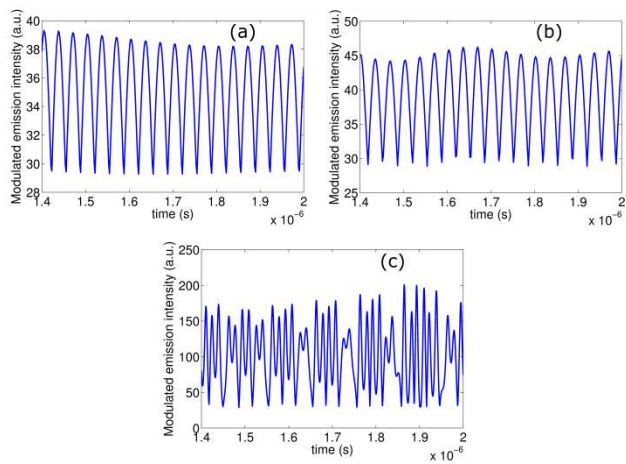 (a)
Modulated emission intensity (a.u.)
40
38
36
34
32
30
28
1.4 1.5 1.6 1.7 1.8 1.9 2
time (s)
x 10⁻⁶
(b)
Modulated emission intensity (a.u.)
50
45
40
35
30
25
1.4 1.5 1.6 1.7 1.8 1.9 2
time (s)
x 10⁻⁶
(c)
Modulated emission intensity (a.u.)
250
200
150
100
50
0
1.4 1.5 1.6 1.7 1.8 1.9 2
time (s)
x 10⁻⁶